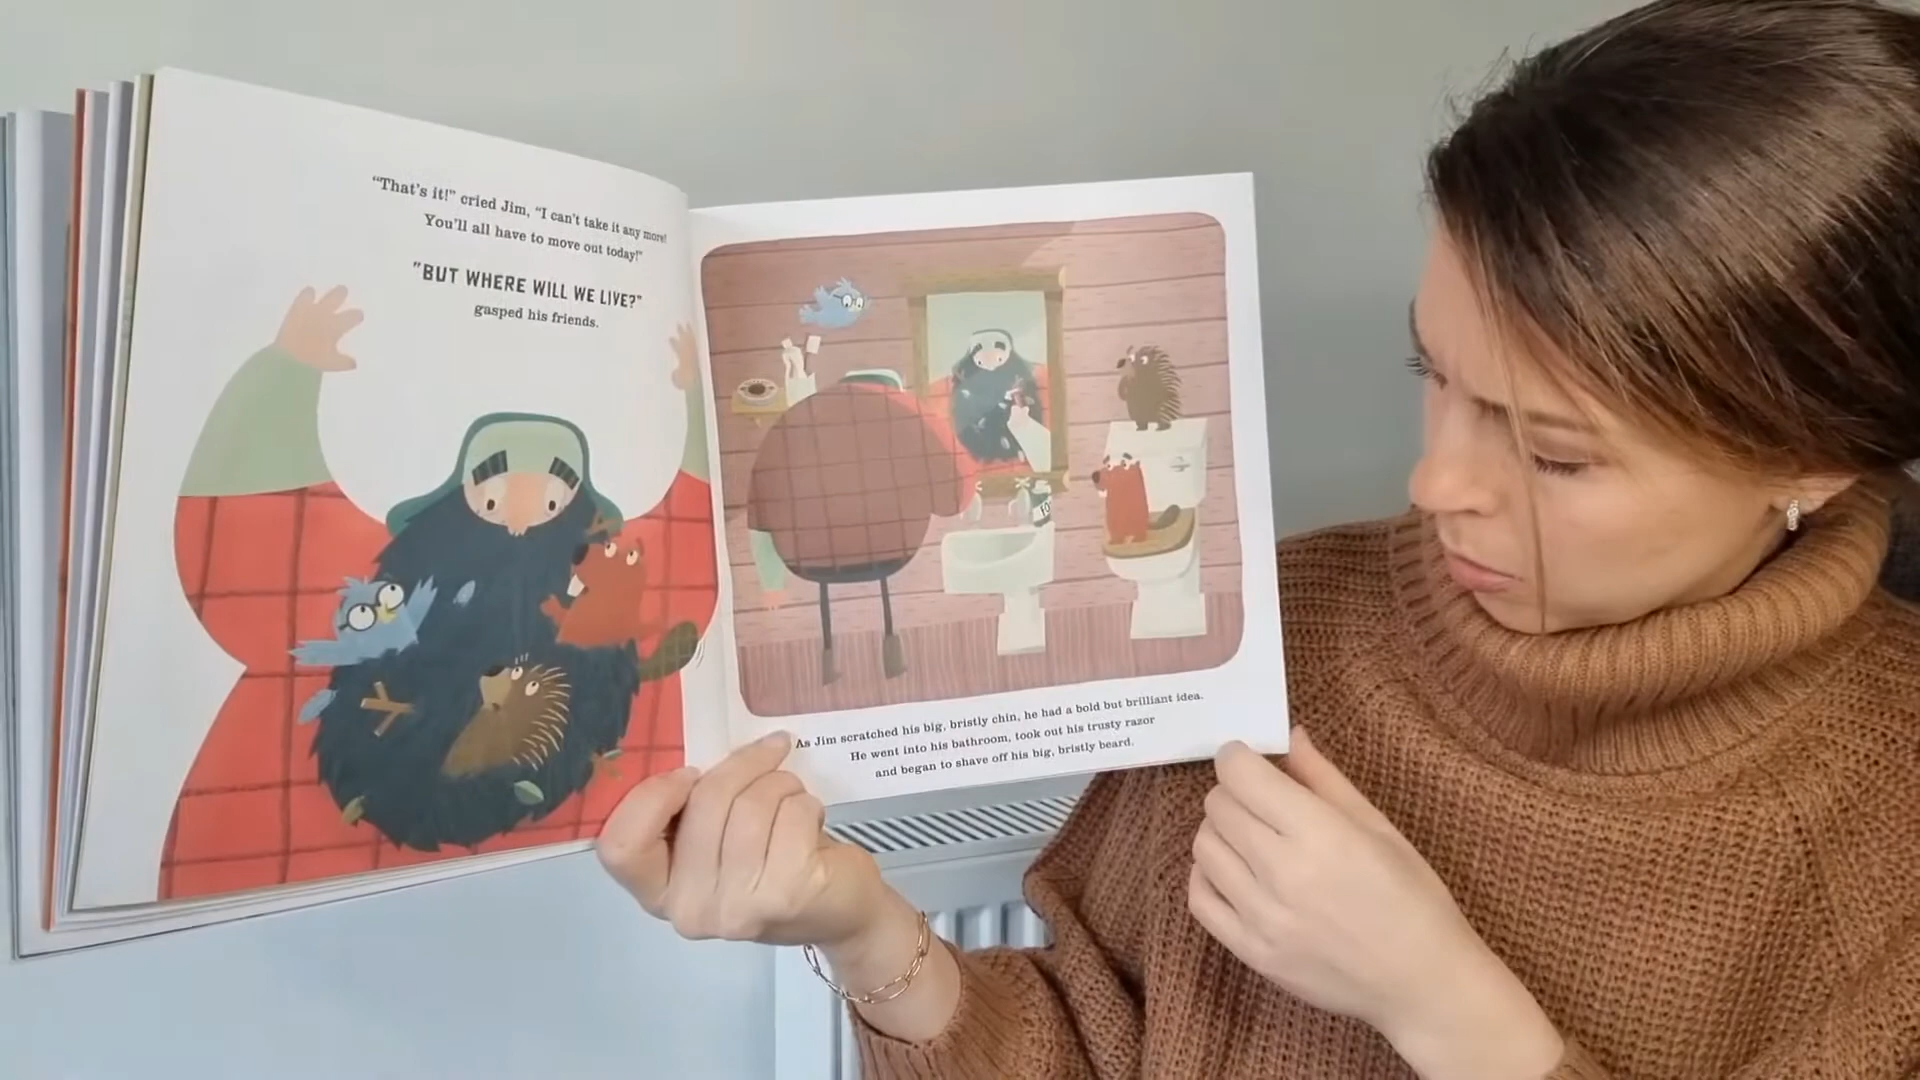 “That’s it!” cried Jim, “I can’t take it any more!
You’ll all have to move out today!”
"BUT WHERE WILL WE LIVE?"
gasped his friends.
As Jim scratched his big, bristly chin, he had a bold but brilliant idea.
He went into his bathroom, took out his trusty razor
and began to shave off his big, bristly beard.